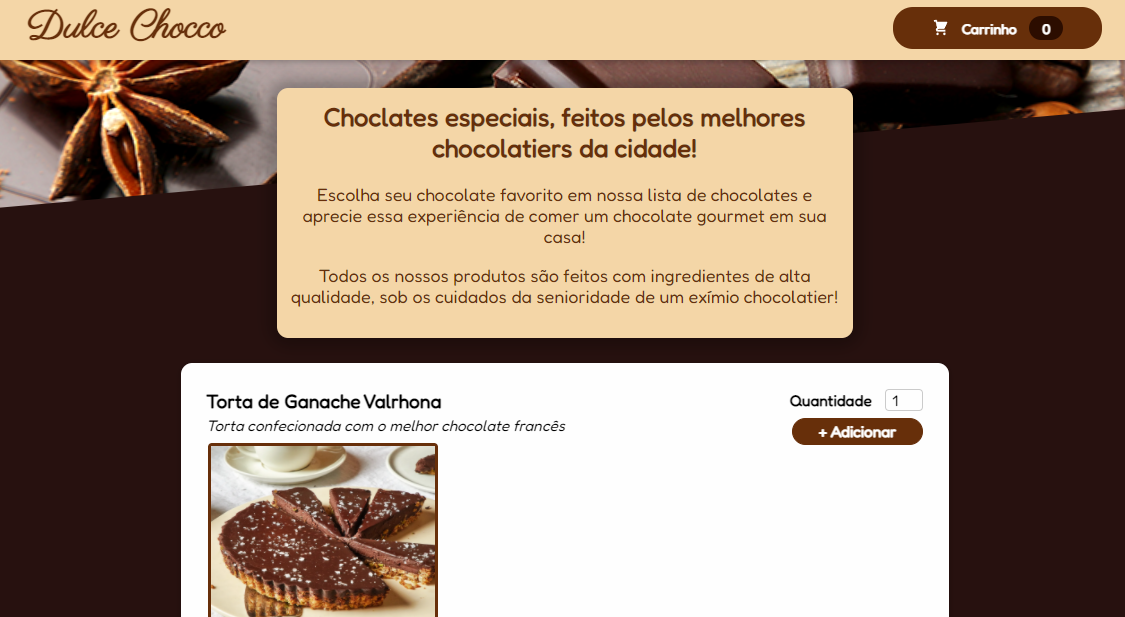 Dulce Chocco
Carrinho 0
Choclates especiais, feitos pelos melhores
chocolatiers da cidade!
Escolha seu chocolate favorito em nossa lista de chocolates e
aprecie essa experiência de comer um chocolate gourmet em sua
casa!
Todos os nossos produtos são feitos com ingredientes de alta
qualidade, sob os cuidados da senioridade de um exímio chocolatier!
Torta de Ganache Valrhona
Quantidade 1
Torta confecionada com o melhor chocolate francês
+ Adicionar